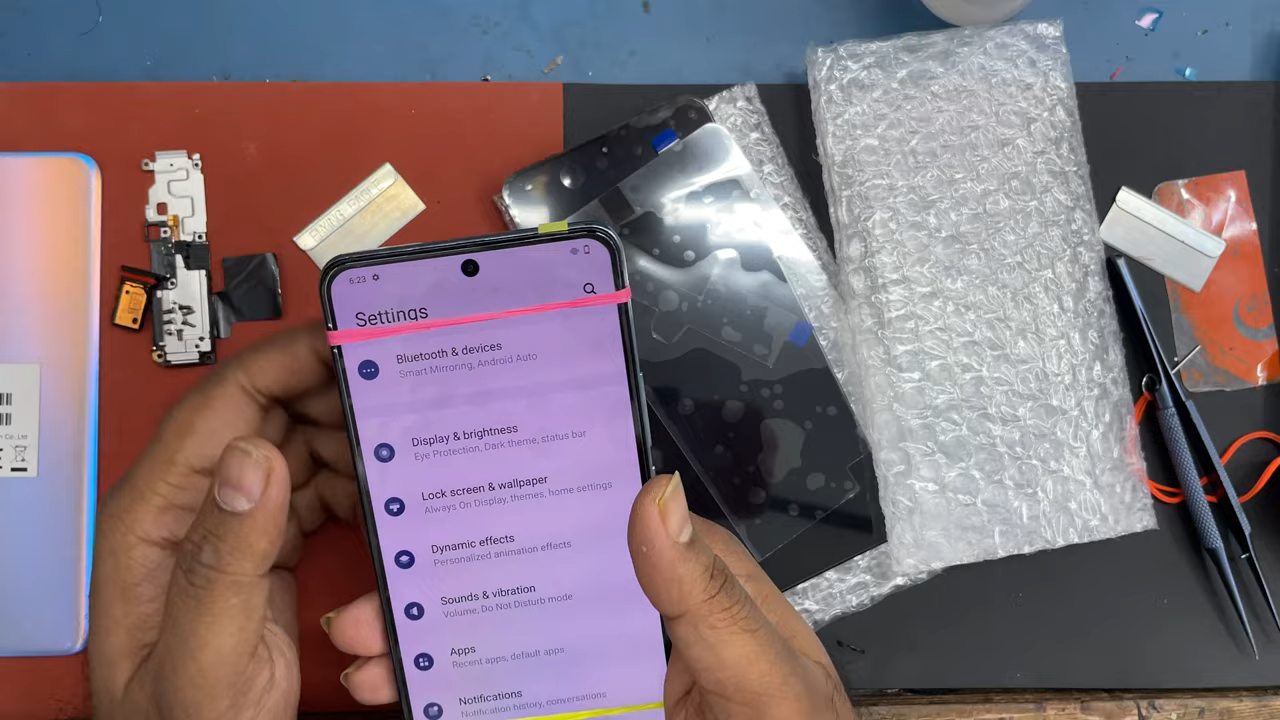 6:23
Settings
Bluetooth & devices
Smart Mirroring, Android Auto
Display & brightness
Eye Protection, Dark theme, status bar
Lock screen & wallpaper
Always On Display, themes, home settings
Dynamic effects
Personalized animation effects
Sounds & vibration
Volume, Do Not Disturb mode
Apps
Recent apps, default apps
Notifications
Notification history, conversations
Co., Ltd